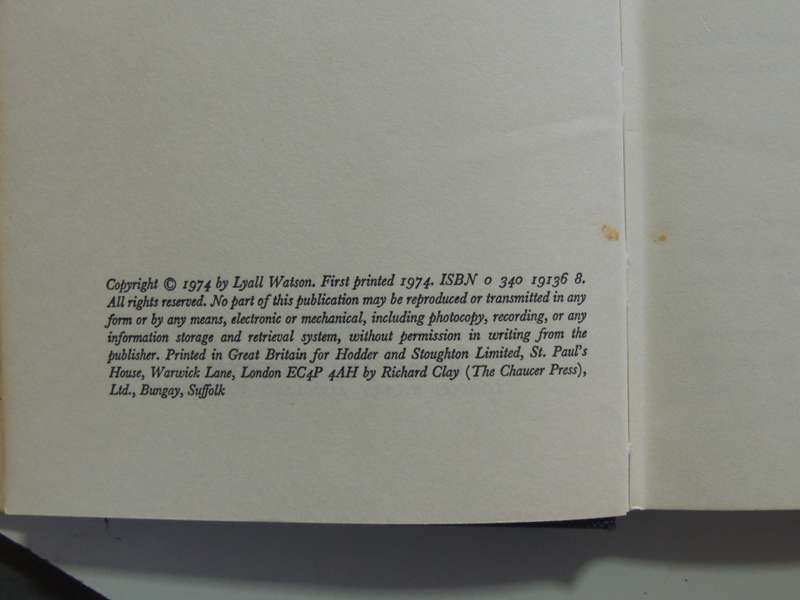 Copyright © 1974 by Lyall Watson. First printed 1974. ISBN 0 340 19136 8.
All rights reserved. No part of this publication may be reproduced or transmitted in any
form or by any means, electronic or mechanical, including photocopy, recording, or any
information storage and retrieval system, without permission in writing from the
publisher. Printed in Great Britain for Hodder and Stoughton Limited, St. Paul's
House, Warwick Lane, London EC4P 4AH by Richard Clay (The Chaucer Press),
Ltd., Bungay, Suffolk